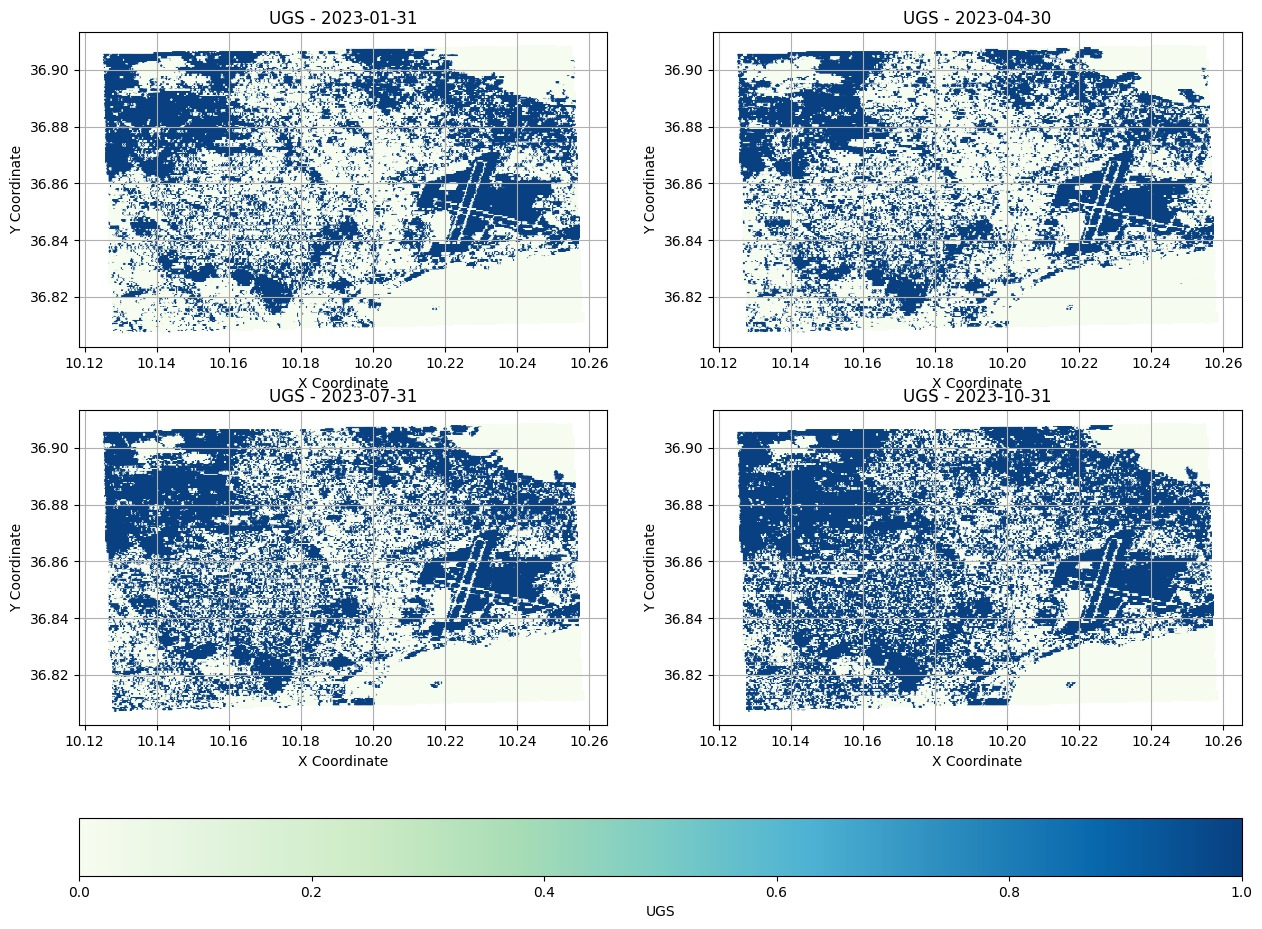 UGS - 2023-01-31
Y Coordinate
36.90
36.88
36.86
36.84
36.82
10.12 10.14 10.16 10.18 10.20 10.22 10.24 10.26
X Coordinate
UGS - 2023-04-30
Y Coordinate
36.90
36.88
36.86
36.84
36.82
10.12 10.14 10.16 10.18 10.20 10.22 10.24 10.26
X Coordinate
UGS - 2023-07-31
Y Coordinate
36.90
36.88
36.86
36.84
36.82
10.12 10.14 10.16 10.18 10.20 10.22 10.24 10.26
X Coordinate
UGS - 2023-10-31
Y Coordinate
36.90
36.88
36.86
36.84
36.82
10.12 10.14 10.16 10.18 10.20 10.22 10.24 10.26
X Coordinate
0.0 0.2 0.4 0.6 0.8 1.0
UGS